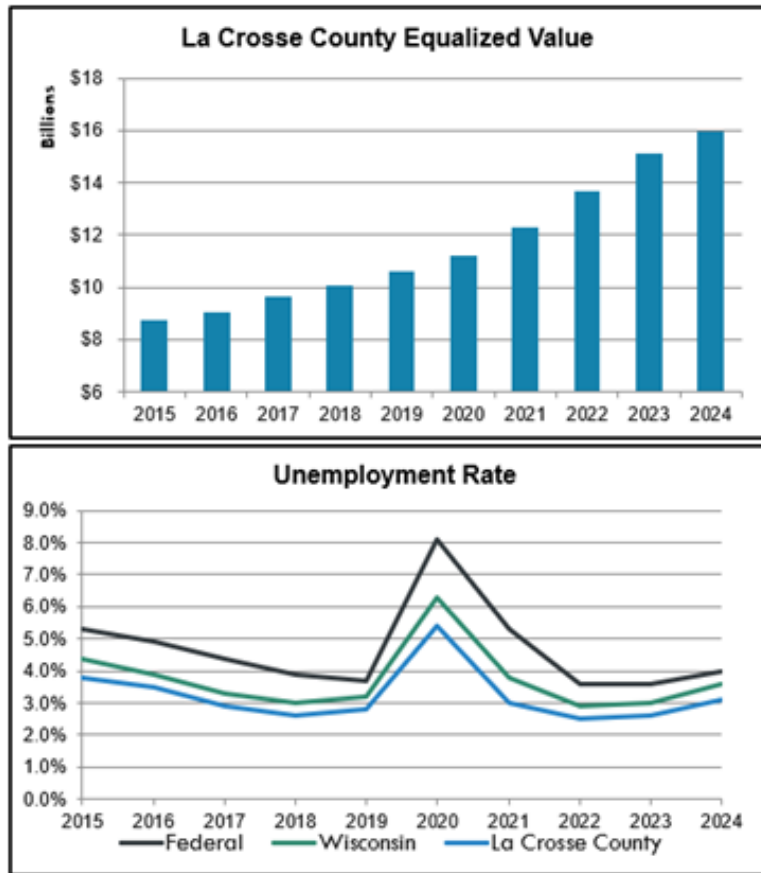 La Crosse County Equalized Value
Billions
$18
$16
$14
$12
$10
$8
$6
2015 2016 2017 2018 2019 2020 2021 2022 2023 2024
Unemployment Rate
9.0%
8.0%
7.0%
6.0%
5.0%
4.0%
3.0%
2.0%
1.0%
0.0%
2015 2016 2017 2018 2019 2020 2021 2022 2023 2024
Federal Wisconsin La Crosse County